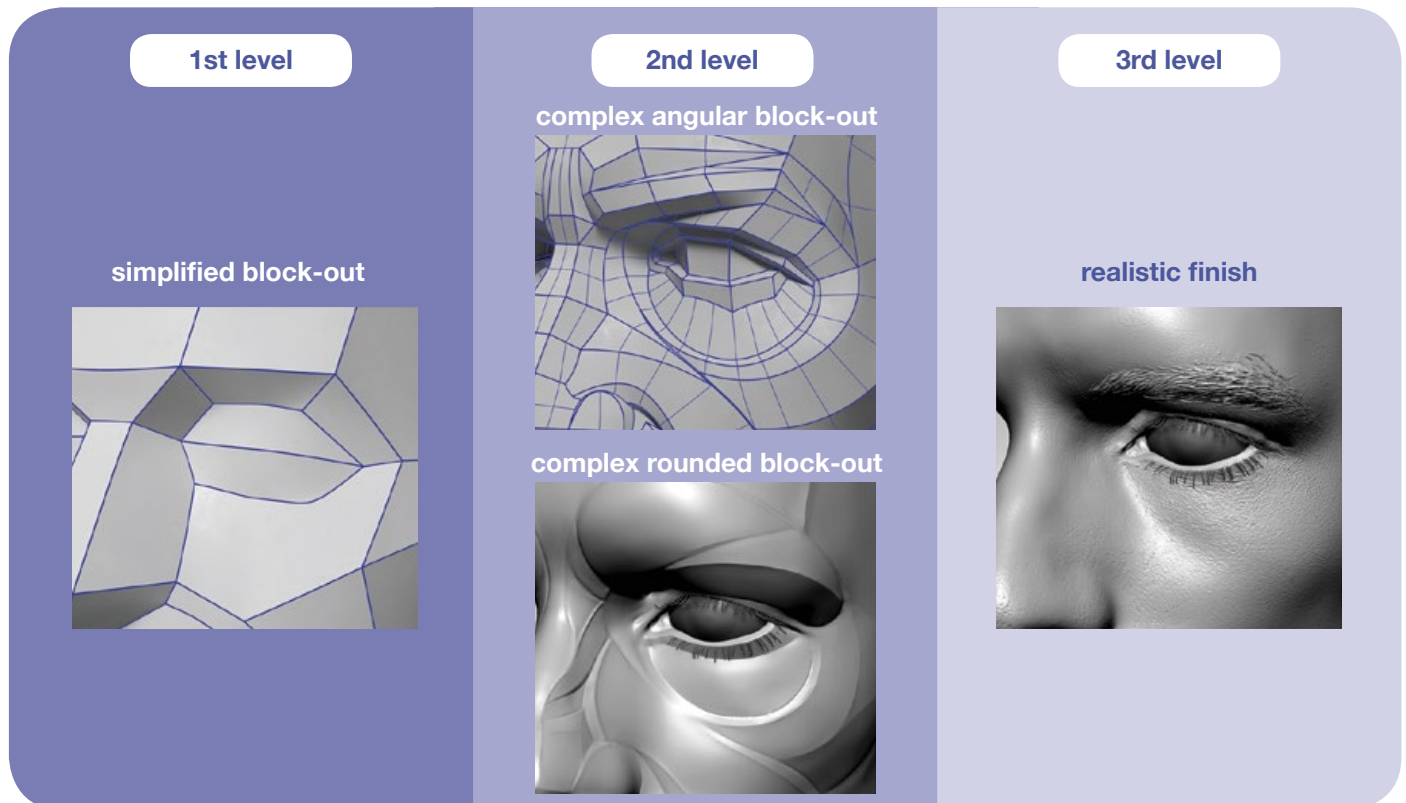 1st level
simplified block-out
2nd level
complex angular block-out
complex rounded block-out
3rd level
realistic finish